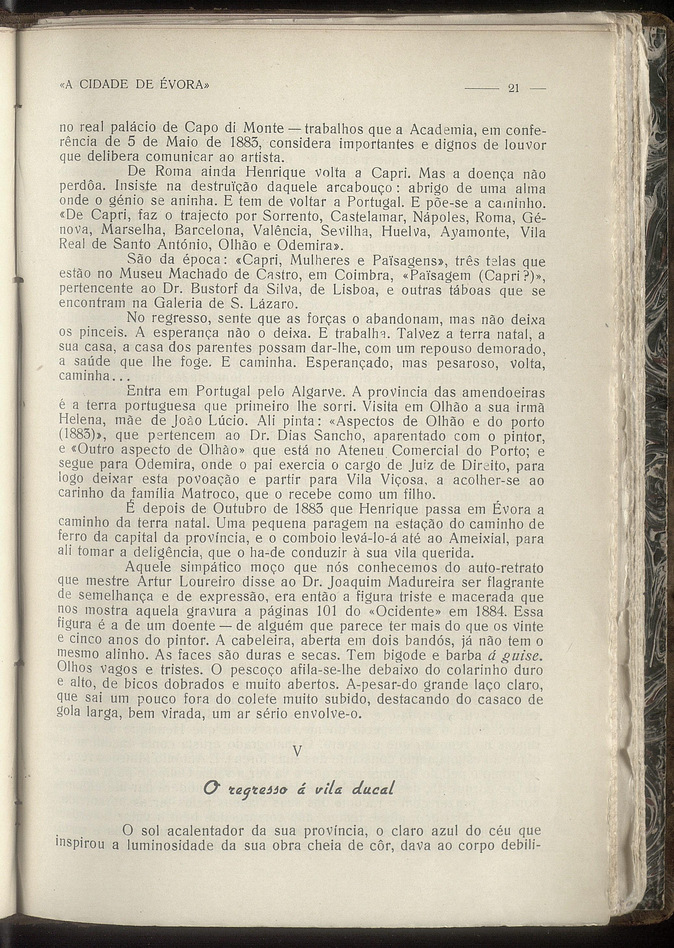 «A CIDADE DE ÉVORA»
——— 21 —
no real palácio de Capo di Monte — trabalhos que a Academia, em confe-
rência de 5 de Maio de 1883, considera importantes e dignos de louvor
que delibera comunicar ao artista.
De Roma ainda Henrique volta a Capri. Mas a doença não
perdôa. Insiste na destruïção daquele arcabouço : abrigo de uma alma
onde o génio se aninha. E tem de voltar a Portugal. E põe-se a caminho.
«De Capri, faz o trajecto por Sorrento, Castelamar, Nápoles, Roma, Gé-
nova, Marselha, Barcelona, Valência, Sevilha, Huelva, Ayamonte, Vila
Real de Santo António, Olhão e Odemira».
São da época : «Capri, Mulheres e Païsagens», três telas que
estão no Museu Machado de Castro, em Coimbra, «Païsagem (Capri ?)»,
pertencente ao Dr. Bustorf da Silva, de Lisboa, e outras táboas que se
encontram na Galeria de S. Lázaro.
No regresso, sente que as forças o abandonam, mas não deixa
os pinceis. A esperança não o deixa. E trabalha. Talvez a terra natal, a
sua casa, a casa dos parentes possam dar-lhe, com um repouso demorado,
a saúde que lhe foge. E caminha. Esperançado, mas pesaroso, volta,
caminha...
Entra em Portugal pelo Algarve. A provincia das amendoeiras
é a terra portuguesa que primeiro lhe sorri. Visita em Olhão a sua irmã
Helena, mãe de João Lúcio. Ali pinta : «Aspectos de Olhão e do porto
(1883)», que pertencem ao Dr. Dias Sancho, aparentado com o pintor,
e «Outro aspecto de Olhão» que está no Ateneu Comercial do Porto; e
segue para Odemira, onde o pai exercia o cargo de Juiz de Direito, para
logo deixar esta povoação e partir para Vila Viçosa, a acolher-se ao
carinho da família Matroco, que o recebe como um filho.
É depois de Outubro de 1883 que Henrique passa em Évora a
caminho da terra natal. Uma pequena paragem na estação do caminho de
ferro da capital da província, e o comboio levá-lo-á até ao Ameixial, para
ali tomar a deligência, que o ha-de conduzir à sua vila querida.
Aquele simpático moço que nós conhecemos do auto-retrato
que mestre Artur Loureiro disse ao Dr. Joaquim Madureira ser flagrante
de semelhança e de expressão, era então a figura triste e macerada que
nos mostra aquela gravura a páginas 101 do «Ocidente» em 1884. Essa
figura é a de um doente — de alguém que parece ter mais do que os vinte
e cinco anos do pintor. A cabeleira, aberta em dois bandós, já não tem o
mesmo alinho. As faces são duras e secas. Tem bigode e barba á guise.
Olhos vagos e tristes. O pescoço afila-se-lhe debaixo do colarinho duro
e alto, de bicos dobrados e muito abertos. A-pesar-do grande laço claro,
que sai um pouco fora do colete muito subido, destacando do casaco de
gola larga, bem virada, um ar sério envolve-o.
V
O regresso á vila ducal
O sol acalentador da sua província, o claro azul do céu que
inspirou a luminosidade da sua obra cheia de côr, dava ao corpo debili-